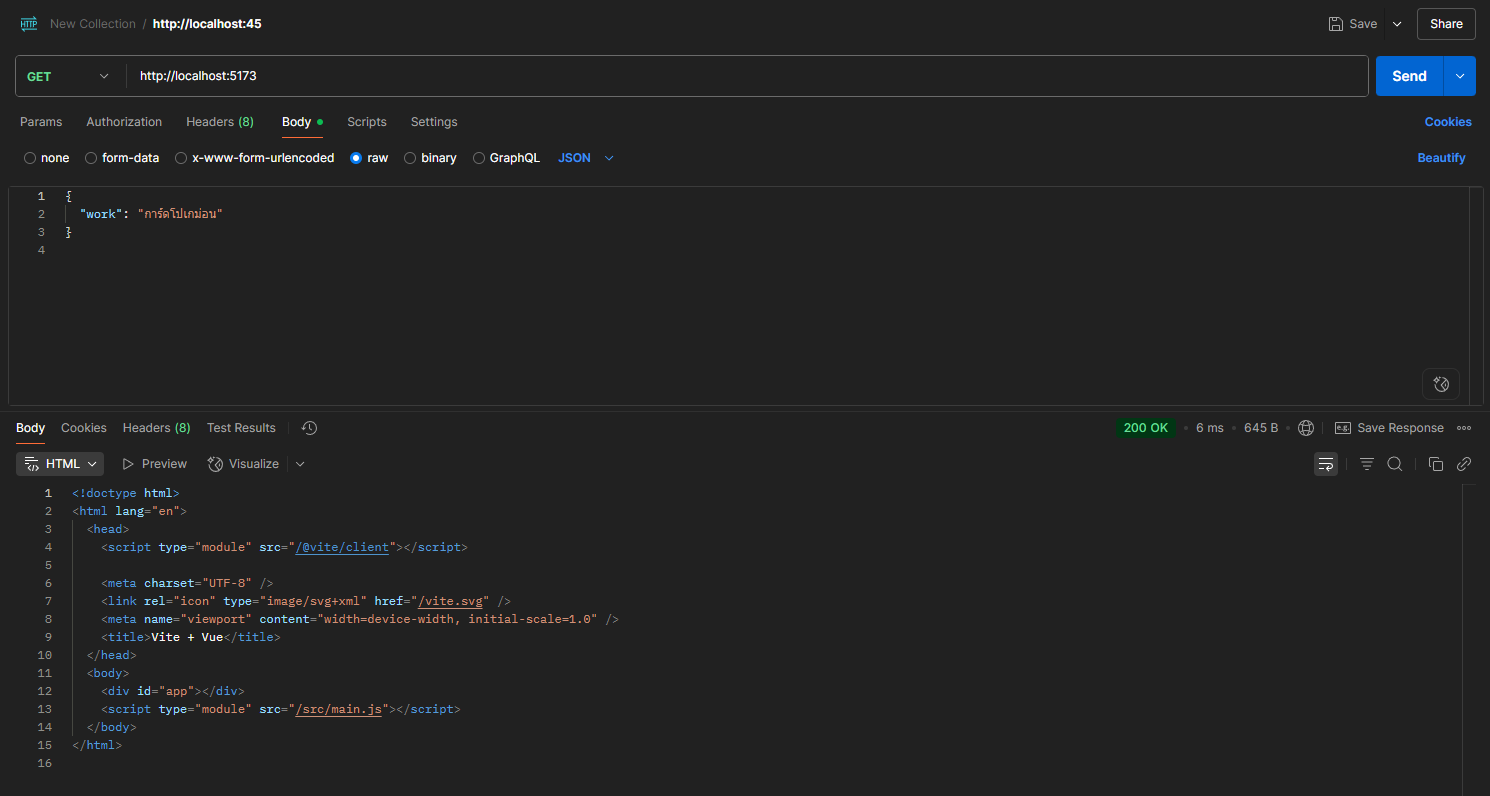 HTTP New Collection / http://localhost:45 Save Share
GET http://localhost:5173 Send
Params Authorization Headers (8) Body Scripts Settings Cookies
none form-data x-www-form-urlencoded raw binary GraphQL JSON Beautify
1 {
2 "work": "การ์ดโปเกม่อน"
3 }
4
Body Cookies Headers (8) Test Results 200 OK 6 ms 645 B e.g. Save Response
HTML Preview Visualize
1 <!doctype html>
2 <html lang="en">
3 <head>
4 <script type="module" src="/@vite/client"></script>
5
6 <meta charset="UTF-8" />
7 <link rel="icon" type="image/svg+xml" href="/vite.svg" />
8 <meta name="viewport" content="width=device-width, initial-scale=1.0" />
9 <title>Vite + Vue</title>
10 </head>
11 <body>
12 <div id="app"></div>
13 <script type="module" src="/src/main.js"></script>
14 </body>
15 </html>
16